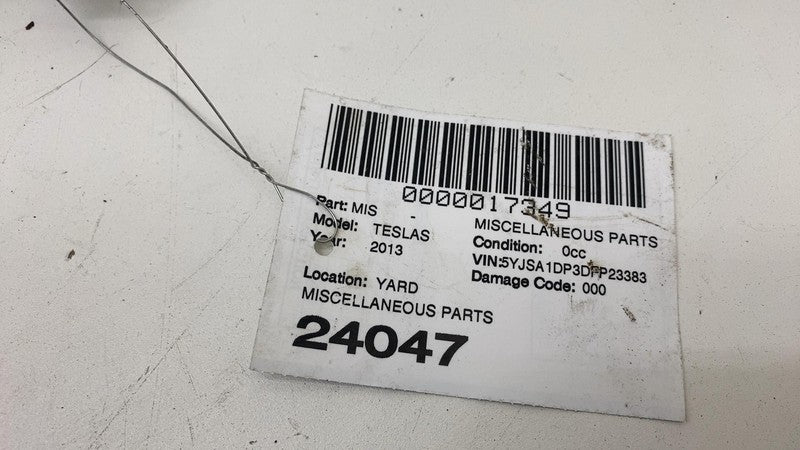 0000017349
Part: MIS - MISCELLANEOUS PARTS
Model: TESLAS Condition: 0cc
Year: 2013 VIN:5YJSA1DP3DFP23383
Damage Code: 000
Location: YARD
MISCELLANEOUS PARTS
24047